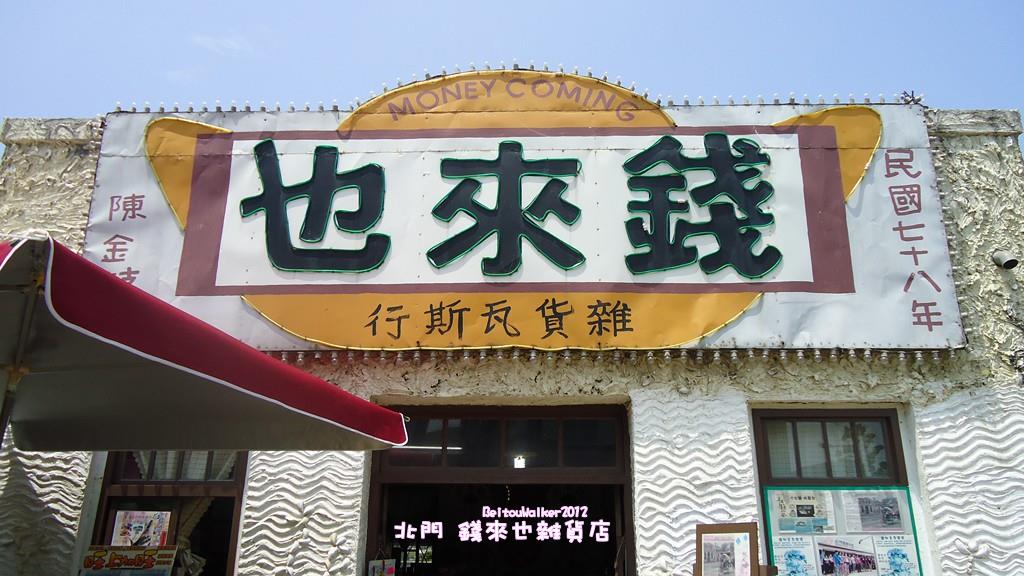 MONEY COMING
錢來也
雜貨瓦斯行
民國七十八年
陳金
BeitouWalker2012
北門 錢來也雜貨店